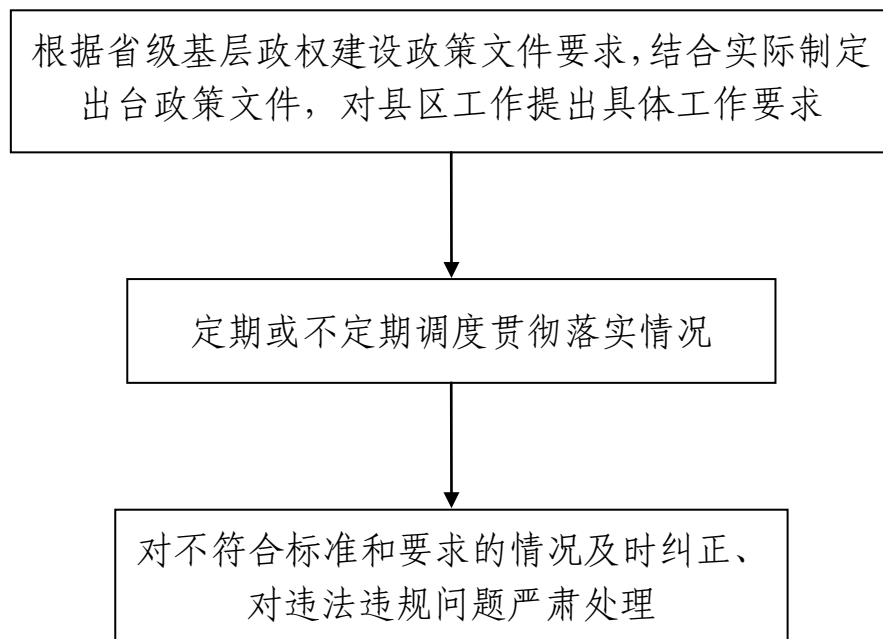 根据省级基层政权建设政策文件要求,结合实际制定
出台政策文件，对县区工作提出具体工作要求
定期或不定期调度贯彻落实情况
对不符合标准和要求的情况及时纠正、
对违法违规问题严肃处理